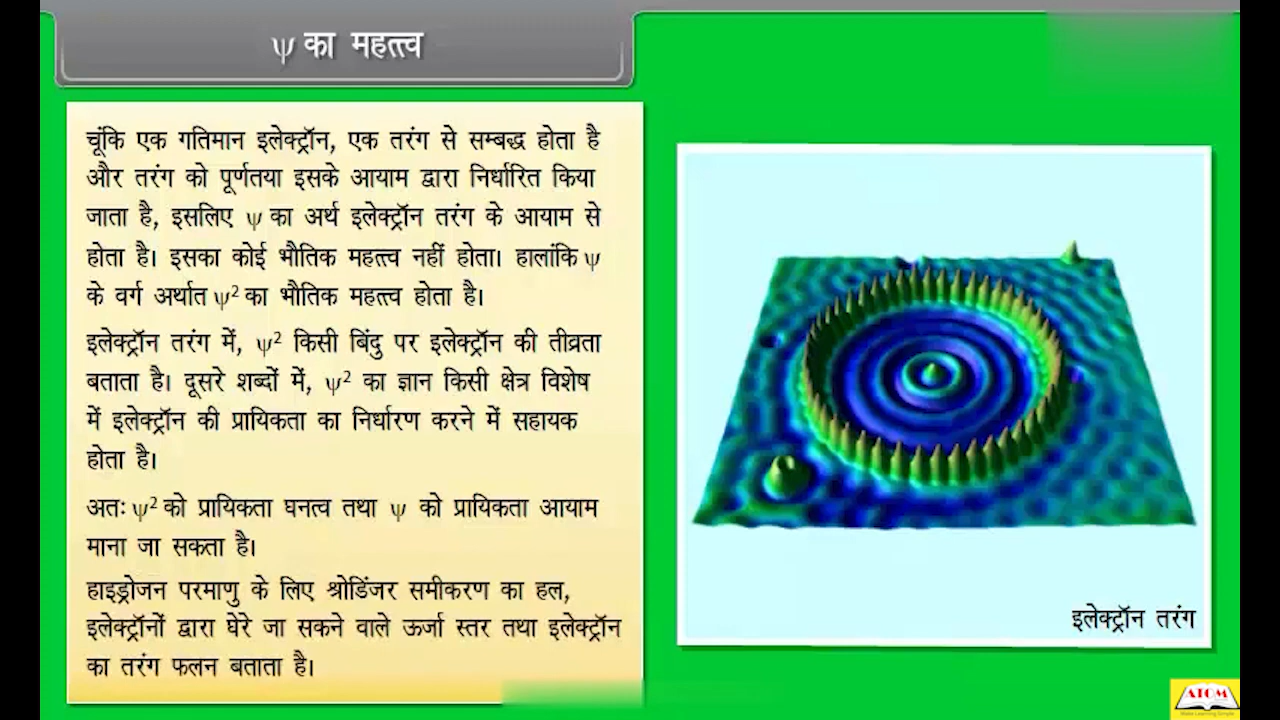 ψ का महत्त्व
चूंकि एक गतिमान इलेक्ट्रॉन, एक तरंग से सम्बद्ध होता है
और तरंग को पूर्णतया इसके आयाम द्वारा निर्धारित किया
जाता है, इसलिए ψ का अर्थ इलेक्ट्रॉन तरंग के आयाम से
होता है। इसका कोई भौतिक महत्त्व नहीं होता। हालांकि ψ
के वर्ग अर्थात ψ² का भौतिक महत्त्व होता है।
इलेक्ट्रॉन तरंग में, ψ² किसी बिंदु पर इलेक्ट्रॉन की तीव्रता
बताता है। दूसरे शब्दों में, ψ² का ज्ञान किसी क्षेत्र विशेष
में इलेक्ट्रॉन की प्रायिकता का निर्धारण करने में सहायक
होता है।
अतः ψ² को प्रायिकता घनत्व तथा ψ को प्रायिकता आयाम
माना जा सकता है।
हाइड्रोजन परमाणु के लिए श्रोडिंजर समीकरण का हल,
इलेक्ट्रॉनों द्वारा घेरे जा सकने वाले ऊर्जा स्तर तथा इलेक्ट्रॉन
का तरंग फलन बताता है।
इलेक्ट्रॉन तरंग
ATOM